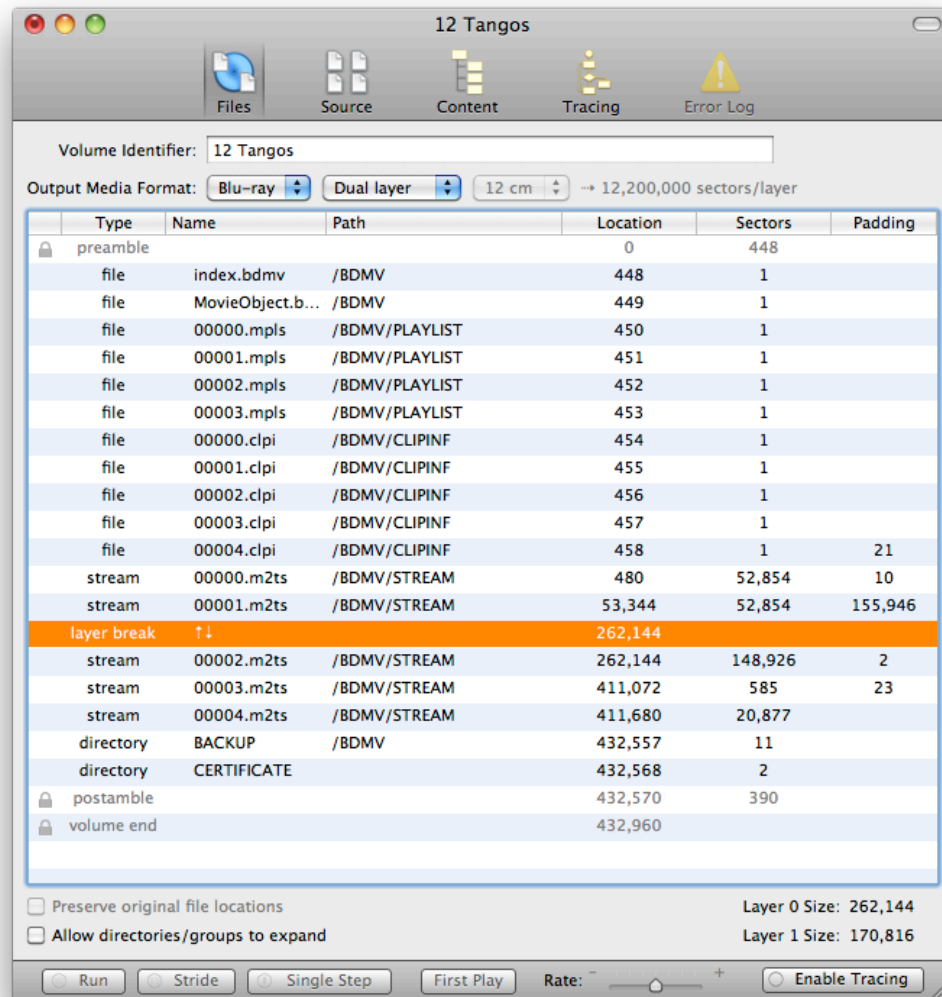 12 Tangos
Files Source Content Tracing Error Log
Volume Identifier: 12 Tangos
Output Media Format: Blu-ray Dual layer 12 cm ⇢ 12,200,000 sectors/layer
Type Name Path Location Sectors Padding
preamble 0 448
file index.bdmv /BDMV 448 1
file MovieObject.b... /BDMV 449 1
file 00000.mpls /BDMV/PLAYLIST 450 1
file 00001.mpls /BDMV/PLAYLIST 451 1
file 00002.mpls /BDMV/PLAYLIST 452 1
file 00003.mpls /BDMV/PLAYLIST 453 1
file 00000.clpi /BDMV/CLIPINF 454 1
file 00001.clpi /BDMV/CLIPINF 455 1
file 00002.clpi /BDMV/CLIPINF 456 1
file 00003.clpi /BDMV/CLIPINF 457 1
file 00004.clpi /BDMV/CLIPINF 458 1 21
stream 00000.m2ts /BDMV/STREAM 480 52,854 10
stream 00001.m2ts /BDMV/STREAM 53,344 52,854 155,946
layer break ↑↓ 262,144
stream 00002.m2ts /BDMV/STREAM 262,144 148,926 2
stream 00003.m2ts /BDMV/STREAM 411,072 585 23
stream 00004.m2ts /BDMV/STREAM 411,680 20,877
directory BACKUP /BDMV 432,557 11
directory CERTIFICATE 432,568 2
postamble 432,570 390
volume end 432,960
Preserve original file locations Layer 0 Size: 262,144
Allow directories/groups to expand Layer 1 Size: 170,816
Run Stride Single Step First Play Rate: - + Enable Tracing